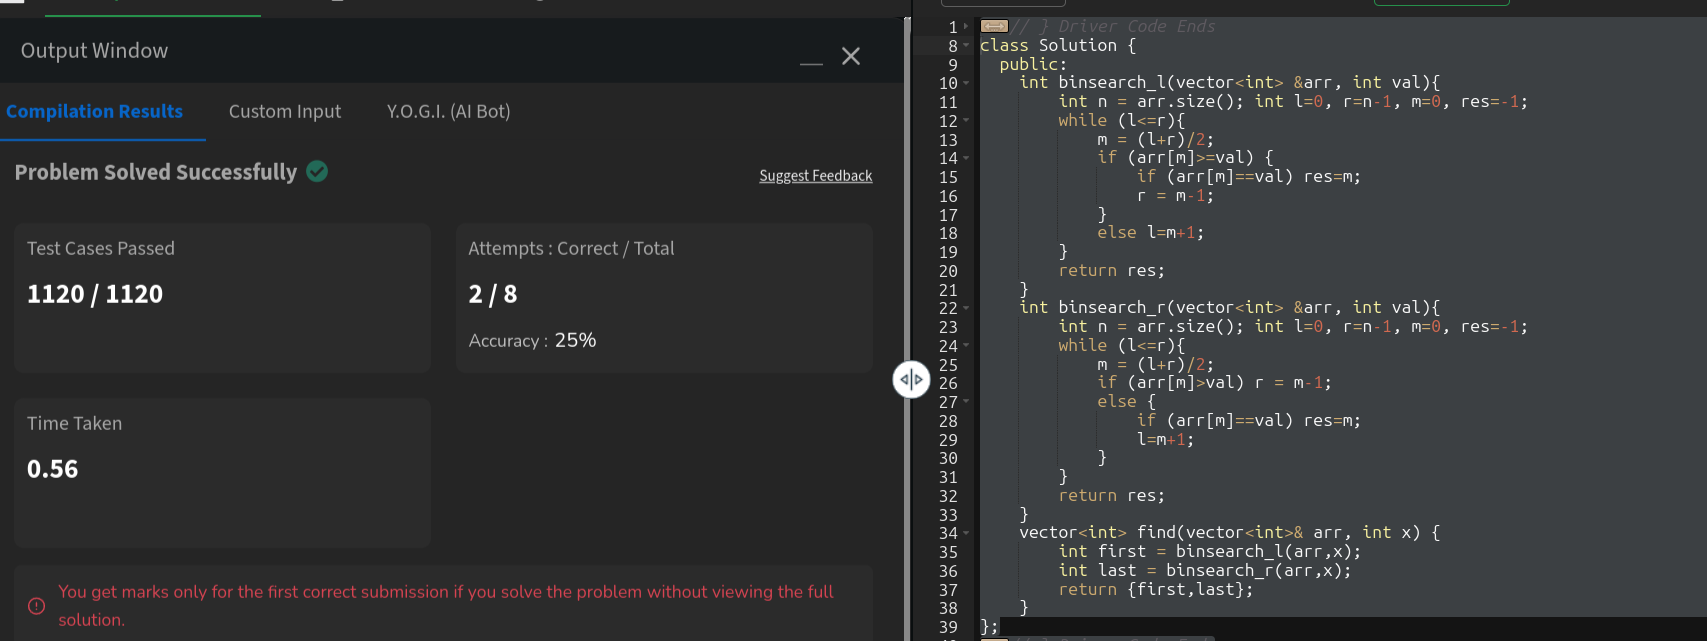 Output Window
Compilation Results Custom Input Y.O.G.I. (AI Bot)
Problem Solved Successfully
Suggest Feedback
Test Cases Passed
1120 / 1120
Attempts : Correct / Total
2 / 8
Accuracy : 25%
Time Taken
0.56
You get marks only for the first correct submission if you solve the problem without viewing the full
solution.
1 // } Driver Code Ends
8 class Solution {
9   public:
10     int binsearch_l(vector<int> &arr, int val){
11         int n = arr.size(); int l=0, r=n-1, m=0, res=-1;
12         while (l<=r){
13             m = (l+r)/2;
14             if (arr[m]>=val) {
15                 if (arr[m]==val) res=m;
16                 r = m-1;
17             }
18             else l=m+1;
19         }
20         return res;
21     }
22     int binsearch_r(vector<int> &arr, int val){
23         int n = arr.size(); int l=0, r=n-1, m=0, res=-1;
24         while (l<=r){
25             m = (l+r)/2;
26             if (arr[m]>val) r = m-1;
27             else {
28                 if (arr[m]==val) res=m;
29                 l=m+1;
30             }
31         }
32         return res;
33     }
34     vector<int> find(vector<int>& arr, int x) {
35         int first = binsearch_l(arr,x);
36         int last = binsearch_r(arr,x);
37         return {first,last};
38     }
39 };
// } Driver Code Ends